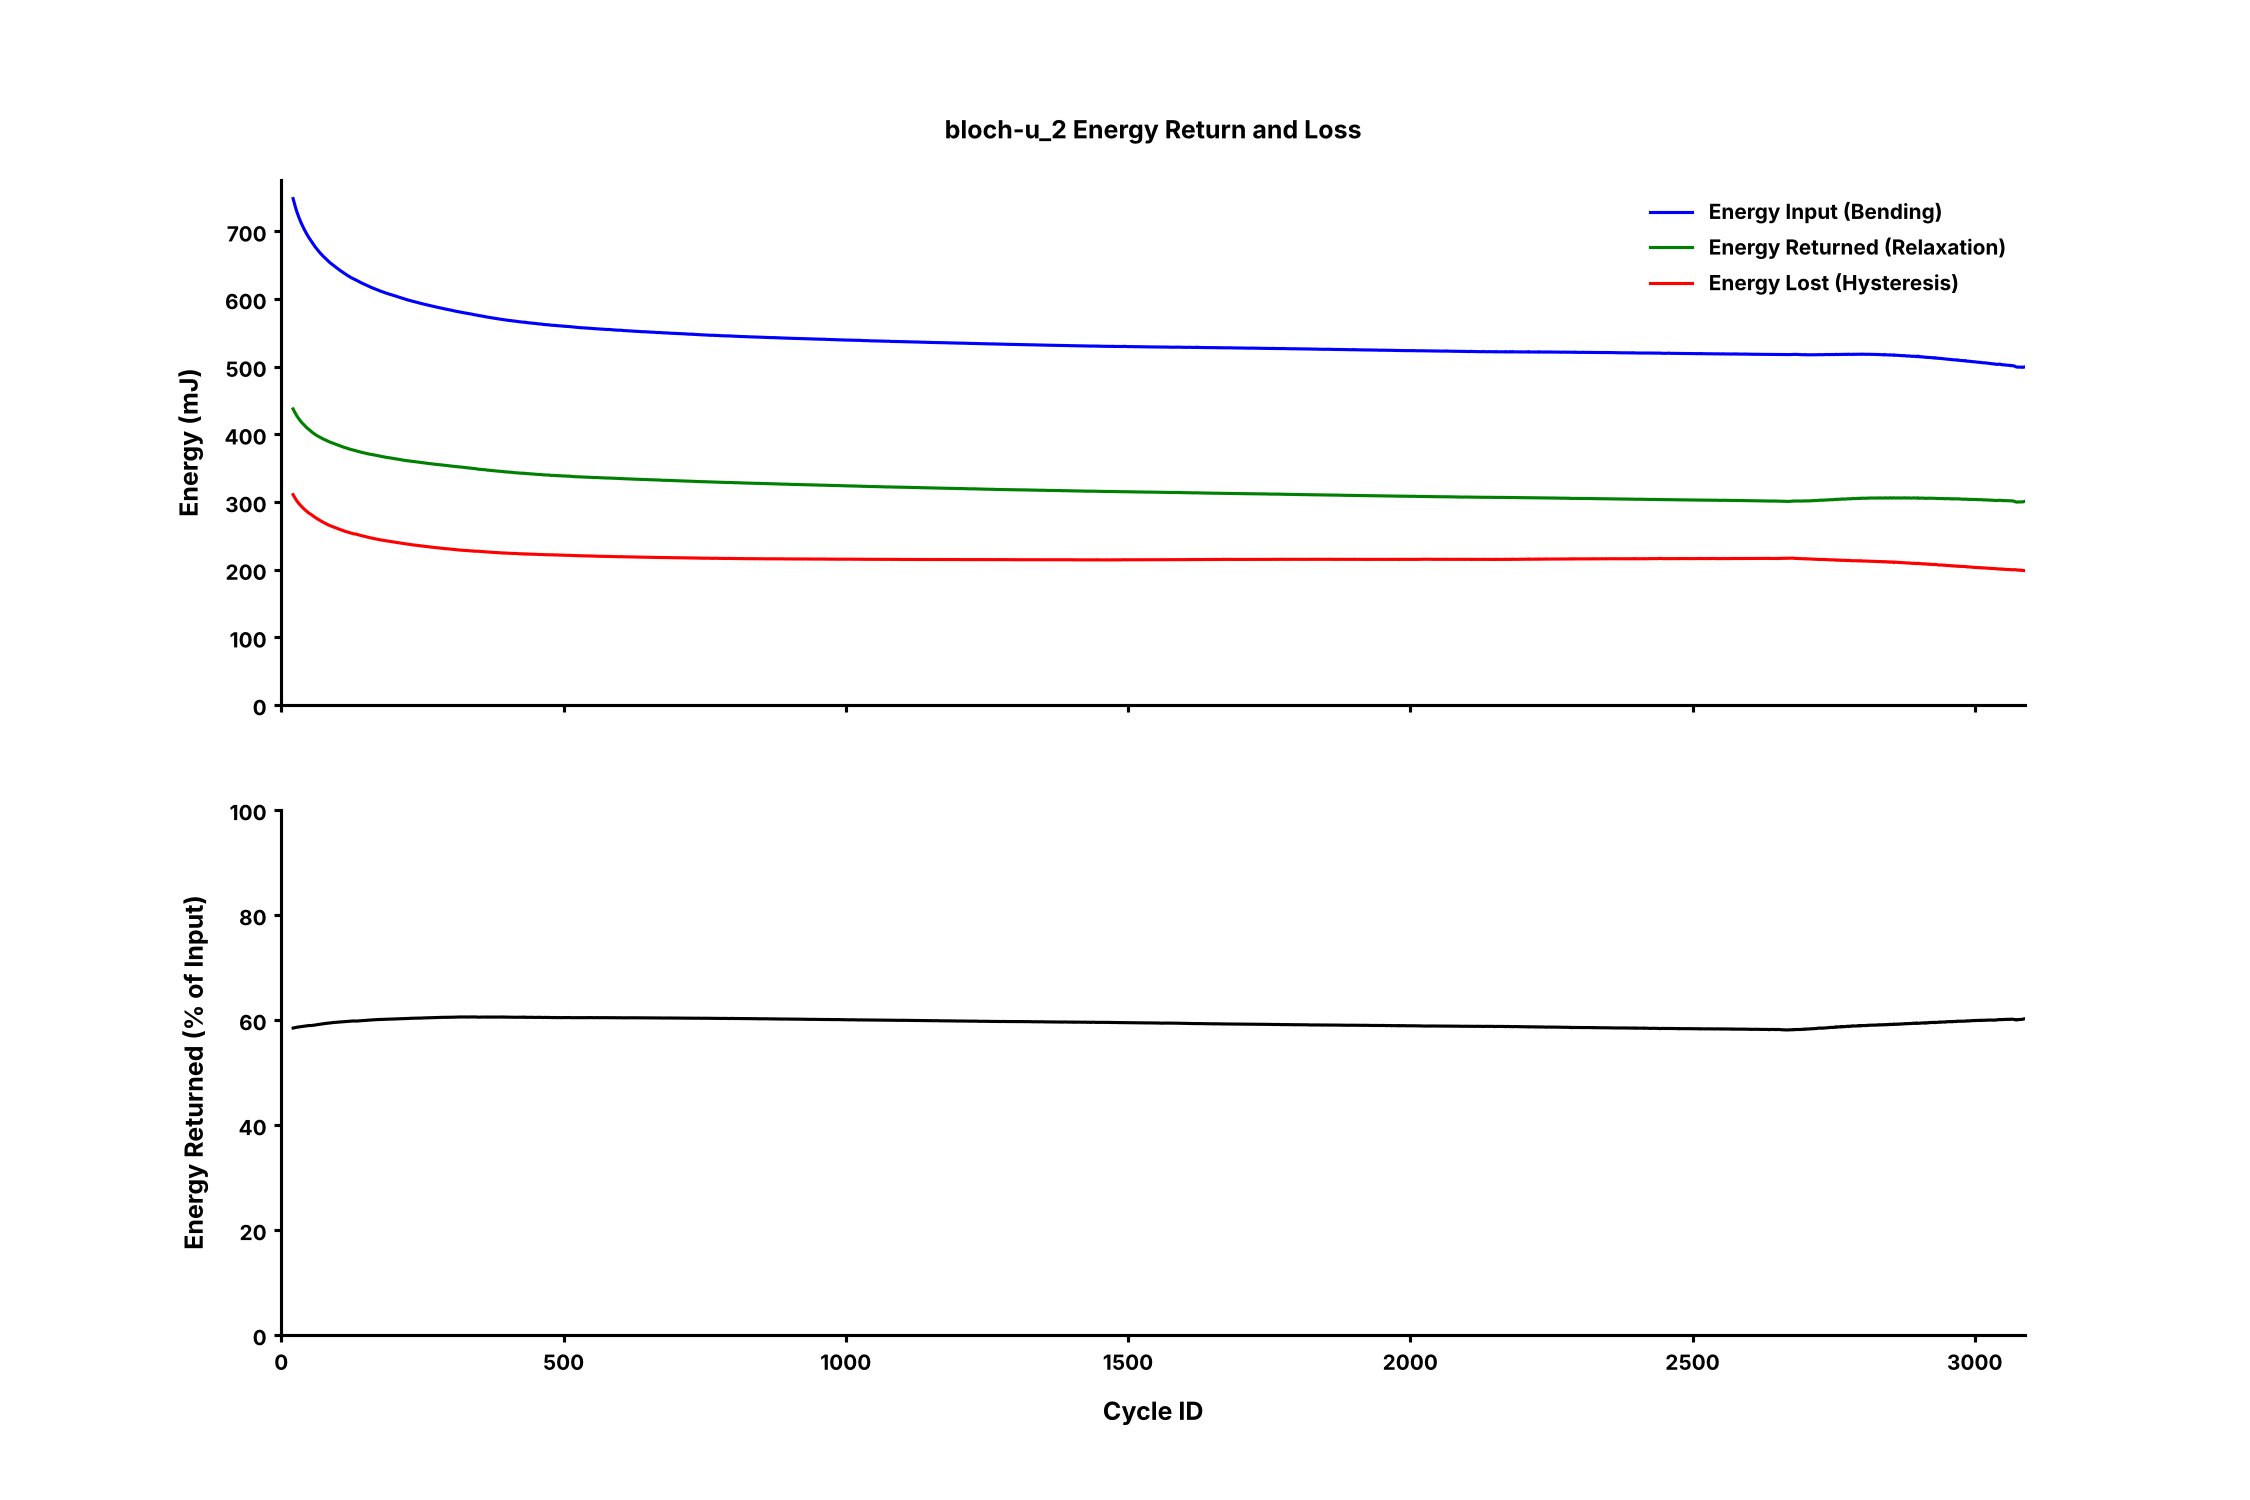 bloch-u_2 Energy Return and Loss
Energy (mJ)
700
600
500
400
300
200
100
0
Energy Input (Bending)
Energy Returned (Relaxation)
Energy Lost (Hysteresis)
Energy Returned (% of Input)
100
80
60
40
20
0
0 500 1000 1500 2000 2500 3000
Cycle ID